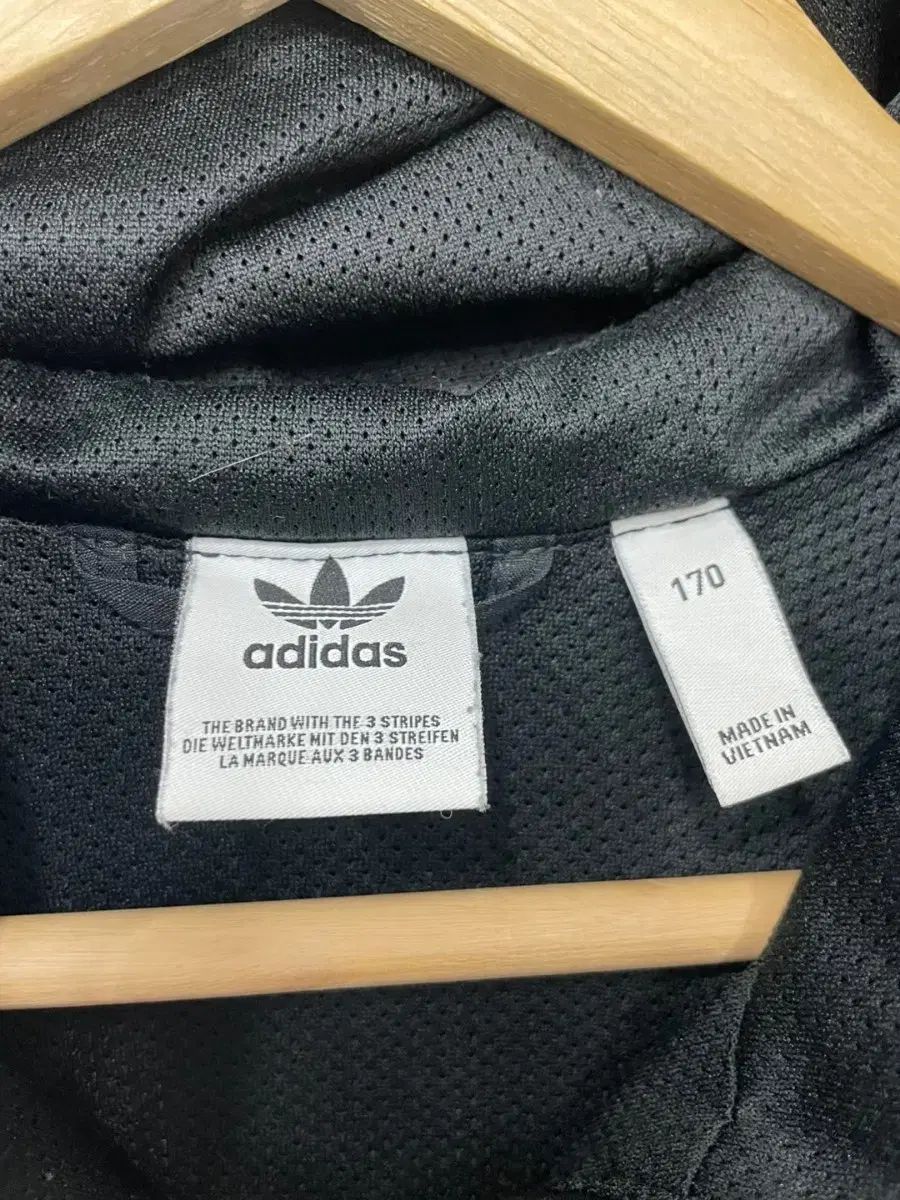 adidas
THE BRAND WITH THE 3 STRIPES
DIE WELTMARKE MIT DEN 3 STREIFEN
LA MARQUE AUX 3 BANDES
170
MADE IN
VIETNAM